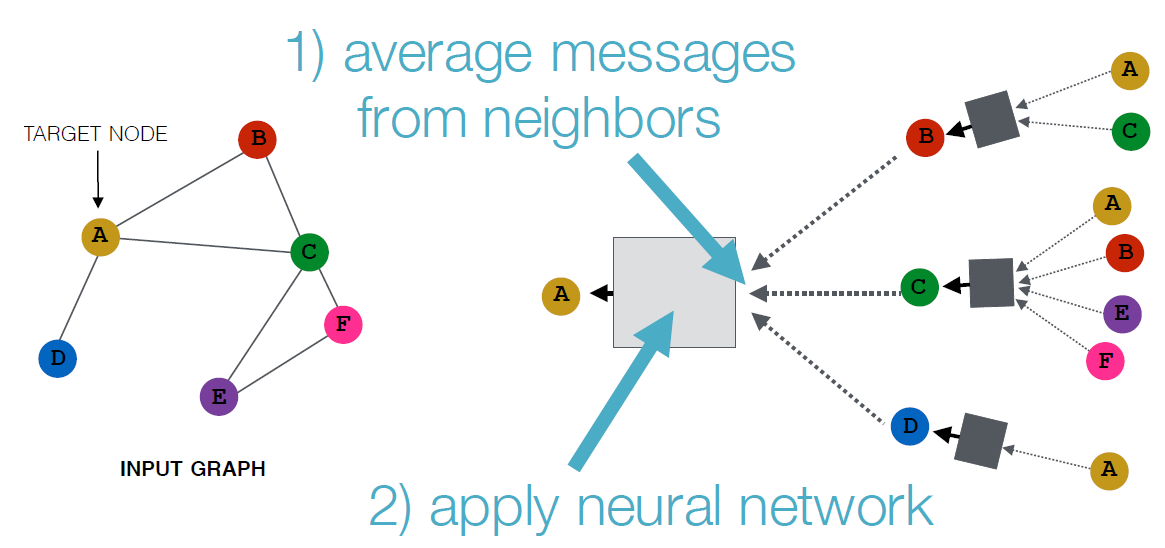 1) average messages
from neighbors
TARGET NODE
A
B
C
D
E
F
INPUT GRAPH
A
B
C
D
A
C
A
B
E
F
A
2) apply neural network